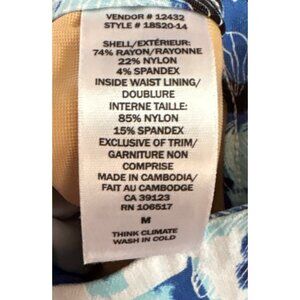 VENDOR # 12432
STYLE # 18S20-14
SHELL/EXTÉRIEUR:
74% RAYON/RAYONNE
22% NYLON
4% SPANDEX
INSIDE WAIST LINING/
DOUBLURE
INTERNE TAILLE:
85% NYLON
15% SPANDEX
EXCLUSIVE OF TRIM/
GARNITURE NON
COMPRISE
MADE IN CAMBODIA/
FAIT AU CAMBODGE
CA 39123
RN 106517
M
THINK CLIMATE
WASH IN COLD